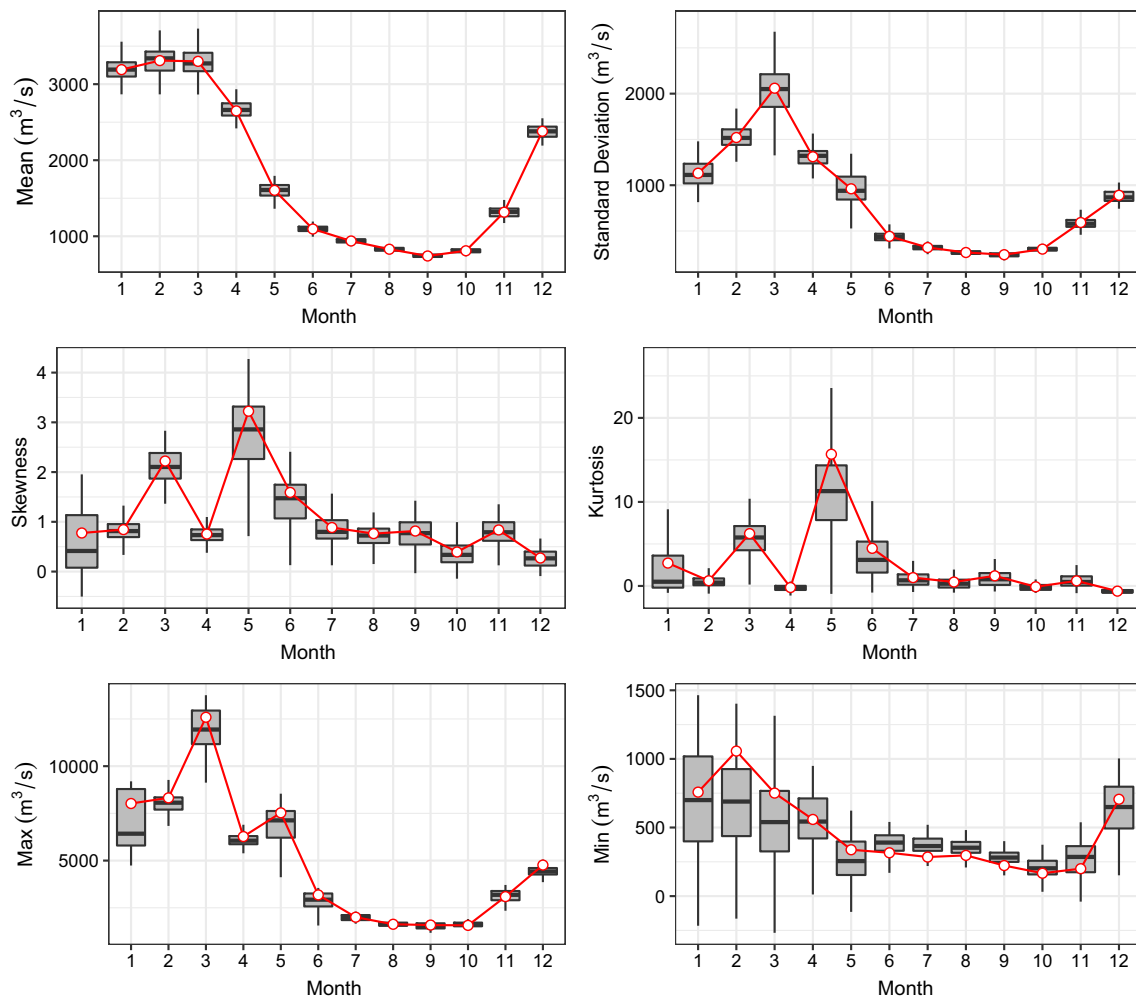 Mean (m³/s)
3000
2000
1000
1 2 3 4 5 6 7 8 9 10 11 12
Month
Standard Deviation (m³/s)
2000
1000
1 2 3 4 5 6 7 8 9 10 11 12
Month
Skewness
4
3
2
1
0
1 2 3 4 5 6 7 8 9 10 11 12
Month
Kurtosis
20
10
0
1 2 3 4 5 6 7 8 9 10 11 12
Month
Max (m³/s)
10000
5000
1 2 3 4 5 6 7 8 9 10 11 12
Month
Min (m³/s)
1500
1000
500
0
1 2 3 4 5 6 7 8 9 10 11 12
Month